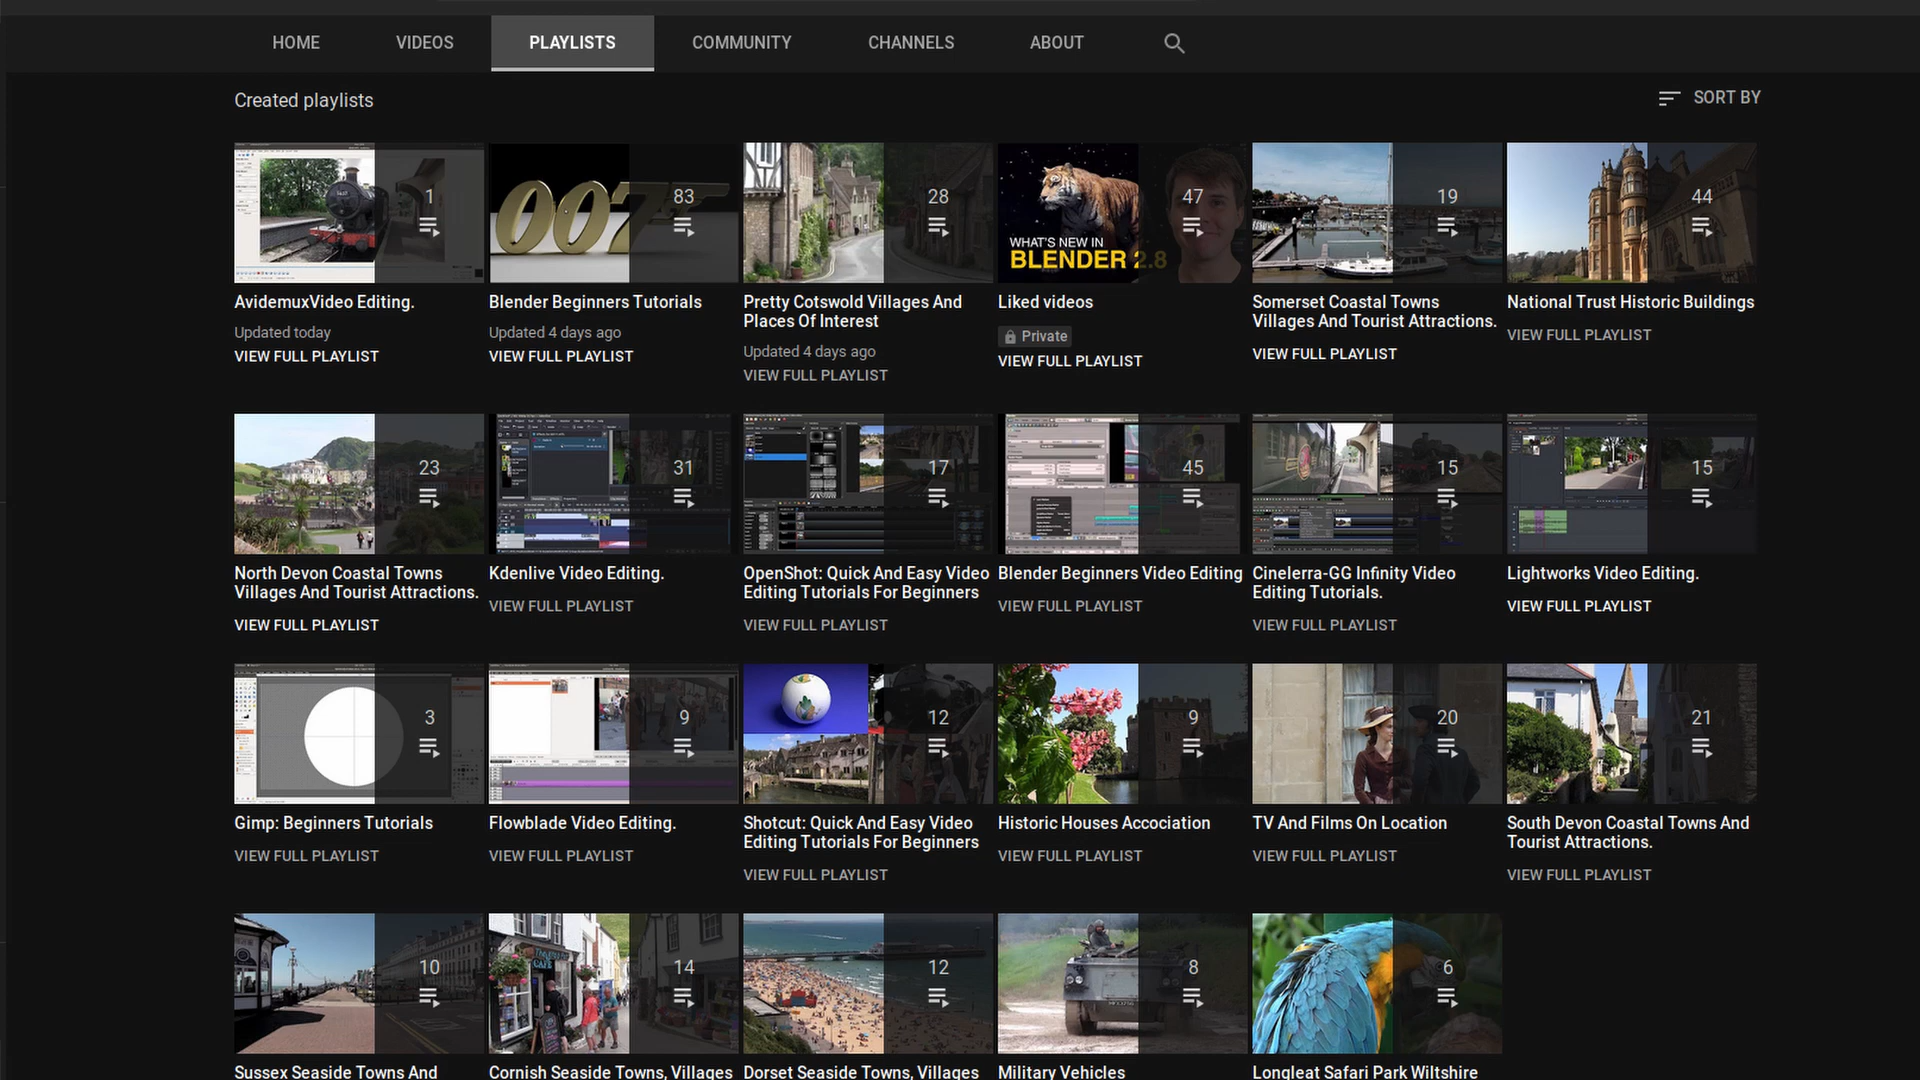 HOME VIDEOS PLAYLISTS COMMUNITY CHANNELS ABOUT
Created playlists
SORT BY
1
AvidemuxVideo Editing.
Updated today
VIEW FULL PLAYLIST
007
83
Blender Beginners Tutorials
Updated 4 days ago
VIEW FULL PLAYLIST
28
Pretty Cotswold Villages And
Places Of Interest
Updated 4 days ago
VIEW FULL PLAYLIST
47
WHAT'S NEW IN
BLENDER 2.8
Liked videos
Private
VIEW FULL PLAYLIST
19
Somerset Coastal Towns
Villages And Tourist Attractions.
VIEW FULL PLAYLIST
44
National Trust Historic Buildings
VIEW FULL PLAYLIST
23
North Devon Coastal Towns
Villages And Tourist Attractions.
VIEW FULL PLAYLIST
31
Kdenlive Video Editing.
VIEW FULL PLAYLIST
17
OpenShot: Quick And Easy Video
Editing Tutorials For Beginners
VIEW FULL PLAYLIST
45
Blender Beginners Video Editing
VIEW FULL PLAYLIST
15
Cinelerra-GG Infinity Video
Editing Tutorials.
VIEW FULL PLAYLIST
15
Lightworks Video Editing.
VIEW FULL PLAYLIST
3
Gimp: Beginners Tutorials
VIEW FULL PLAYLIST
9
Flowblade Video Editing.
VIEW FULL PLAYLIST
12
Shotcut: Quick And Easy Video
Editing Tutorials For Beginners
VIEW FULL PLAYLIST
9
Historic Houses Accociation
VIEW FULL PLAYLIST
20
TV And Films On Location
VIEW FULL PLAYLIST
21
South Devon Coastal Towns And
Tourist Attractions.
VIEW FULL PLAYLIST
10
Sussex Seaside Towns And
14
CAFE
Cornish Seaside Towns, Villages
12
Dorset Seaside Towns, Villages
8
Military Vehicles
6
Longleat Safari Park Wiltshire